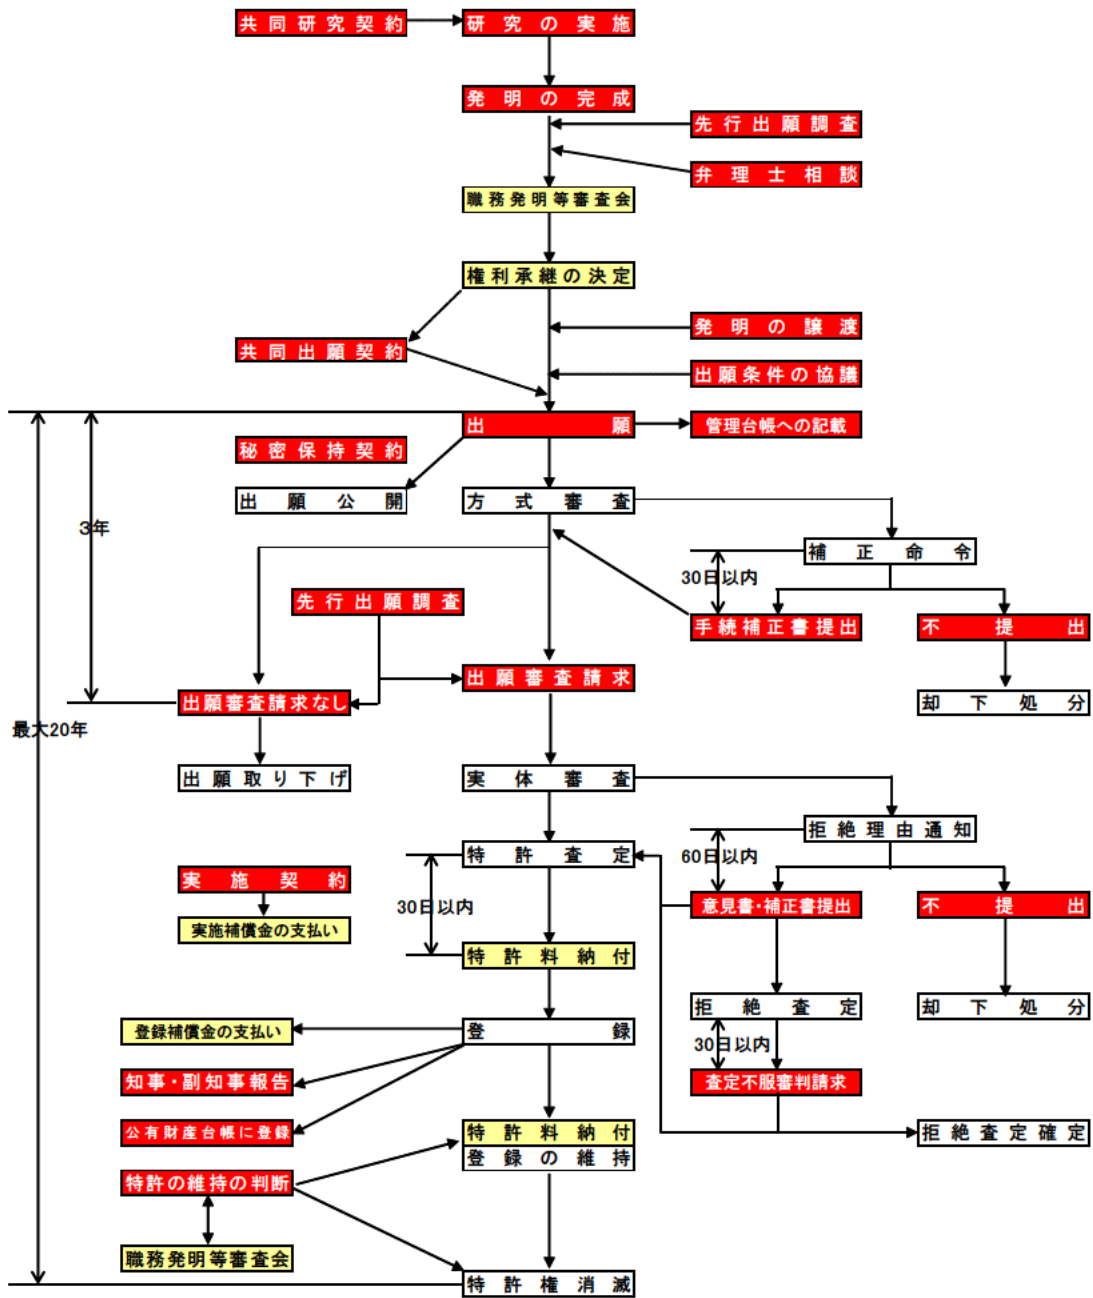 共同研究契約
研究の実施
発明の完成
先行出願調査
弁理士相談
職務発明等審査会
権利承継の決定
発明の譲渡
共同出願契約
出願条件の協議
出願
管理台帳への記載
秘密保持契約
出願公開
方式審査
3年
補正命令
30日以内
先行出願調査
手続補正書提出
不提出
出願審査請求
出願審査請求なし
却下処分
最大20年
出願取り下げ
実体審査
拒絶理由通知
特許査定
60日以内
実施契約
30日以内
意見書・補正書提出
不提出
実施補償金の支払い
特許料納付
拒絶査定
却下処分
登録補償金の支払い
登録
30日以内
知事・副知事報告
査定不服審判請求
公有財産台帳に登録
特許料納付
拒絶査定確定
登録の維持
特許の維持の判断
職務発明等審査会
特許権消滅